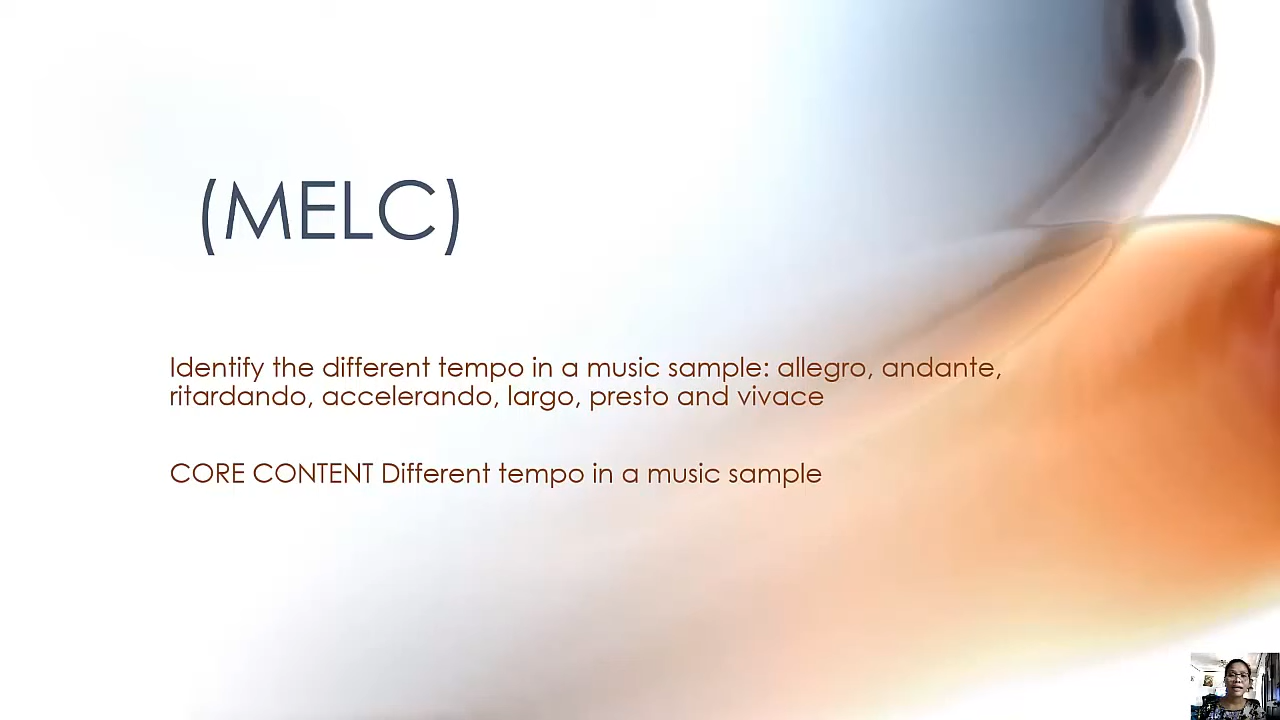 (MELC)
Identify the different tempo in a music sample: allegro, andante,
ritardando, accelerando, largo, presto and vivace
CORE CONTENT Different tempo in a music sample